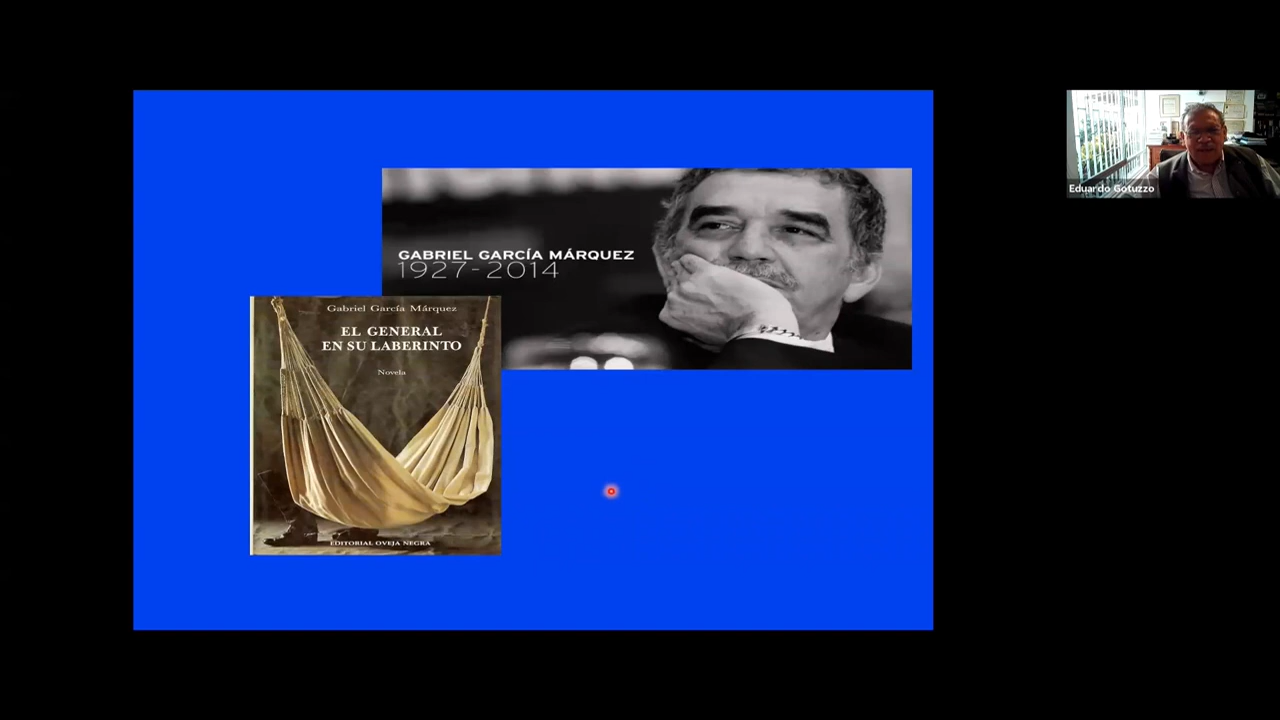 GABRIEL GARCÍA MÁRQUEZ
1927-2014
Gabriel García Márquez
EL GENERAL
EN SU LABERINTO
Novela
EDITORIAL OVEJA NEGRA
Eduardo Gotuzzo